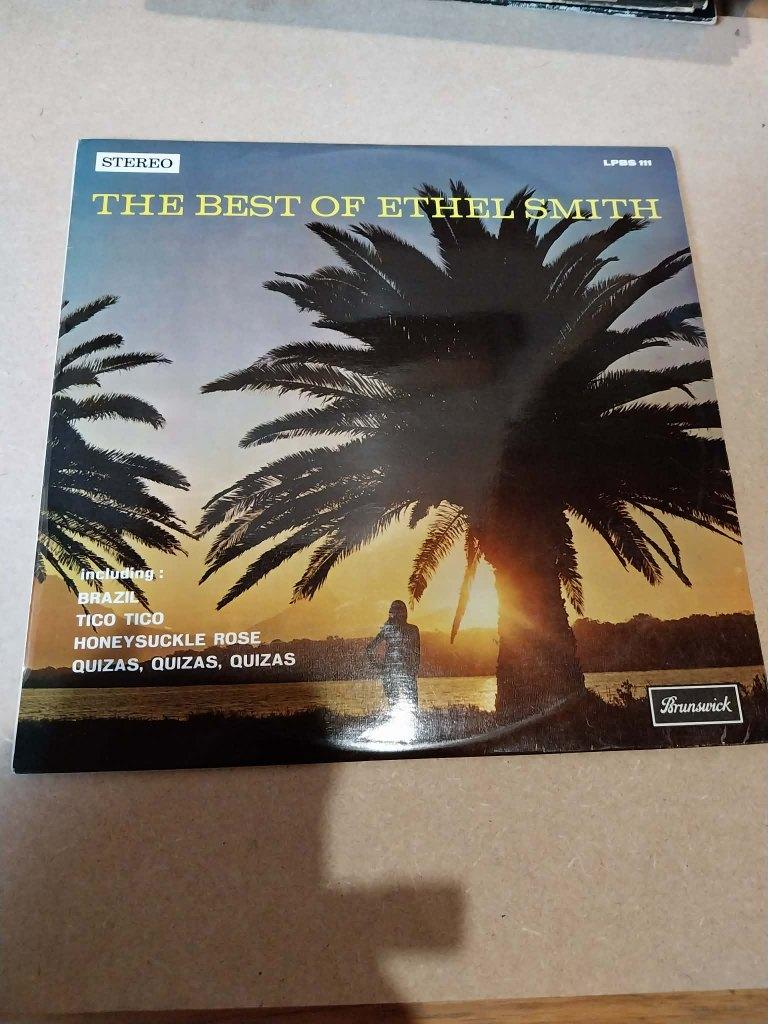 STEREO
LPBS 111
THE BEST OF ETHEL SMITH
including :
BRAZIL
TICO TICO
HONEYSUCKLE ROSE
QUIZAS, QUIZAS, QUIZAS
Brunswick